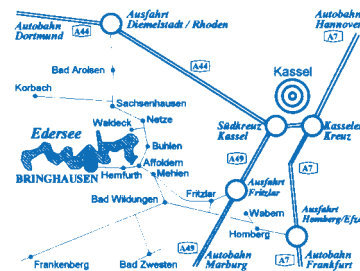 Autobahn
Dortmund
A44
Ausfahrt
Diemelstadt / Rhoden
Autobahn
Hannover
A7
A44
Bad Arolsen
Kassel
Korbach
Sachsenhausen
Waldeck
Netze
Südkreuz
Kassel
Kasseler
Kreuz
Edersee
Buhlen
A49
A7
Affoldern
BRINGHAUSEN
Hemfurth
Mehlen
Ausfahrt
Fritzlar
Fritzlar
Bad Wildungen
Wabern
Ausfahrt
Homberg/Efze
Homberg
A49
A7
Frankenberg
Bad Zwesten
Autobahn
Marburg
Autobahn
Frankfurt